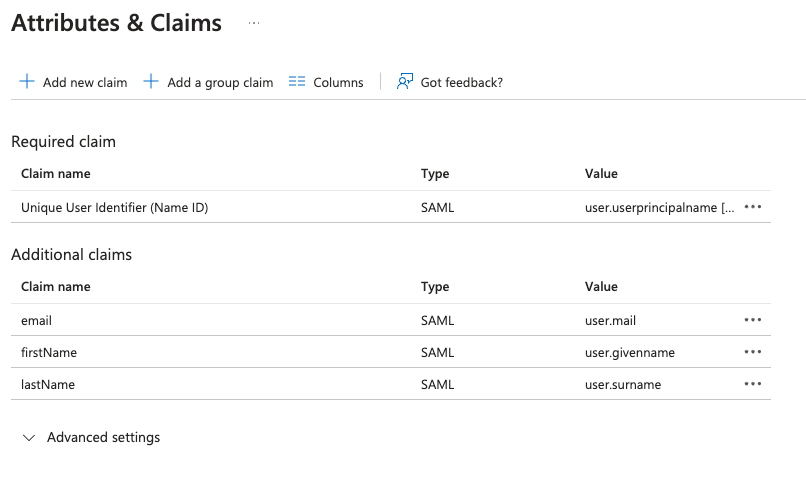 Attributes & Claims ...
Add new claim Add a group claim Columns Got feedback?
Required claim
Claim name Type Value
Unique User Identifier (Name ID) SAML user.userprincipalname [... •••
Additional claims
Claim name Type Value
email SAML user.mail •••
firstName SAML user.givenname •••
lastName SAML user.surname •••
Advanced settings